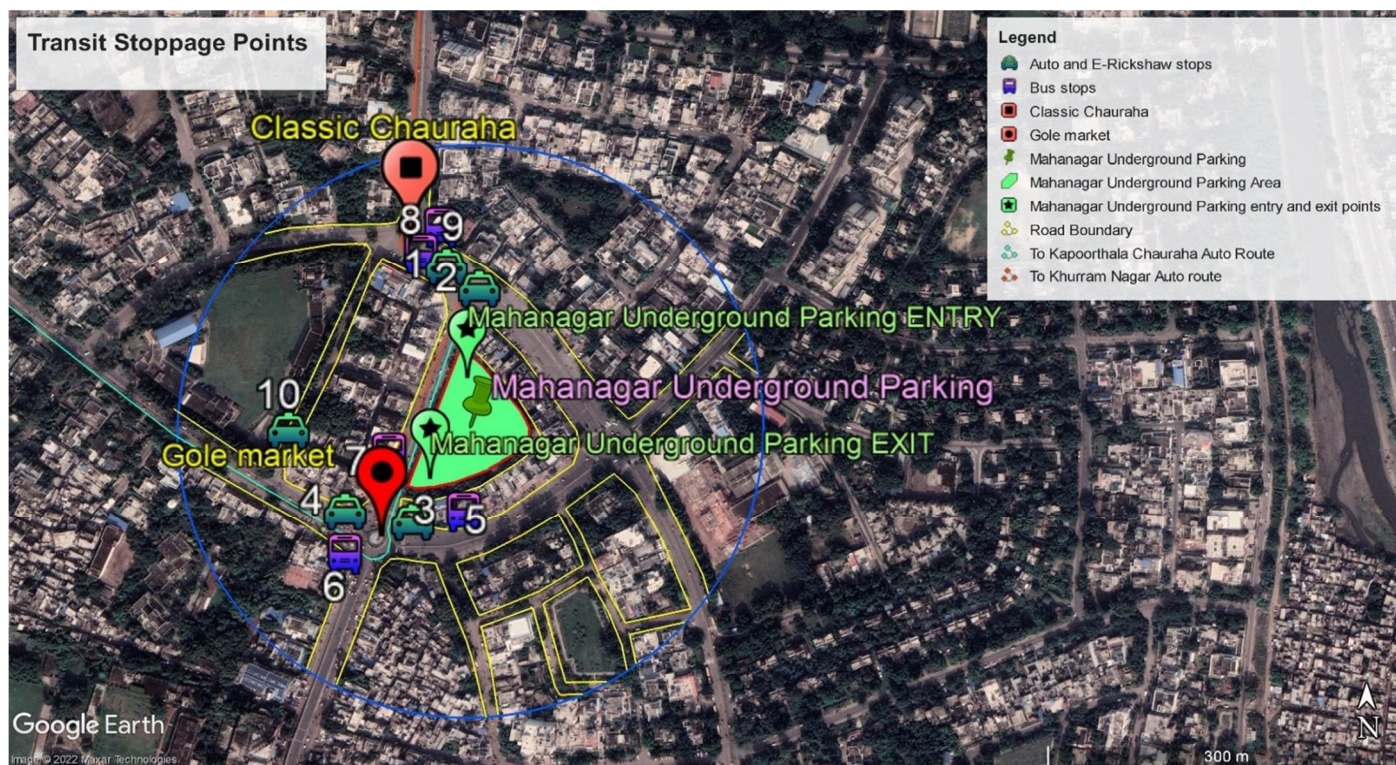 Transit Stoppage Points
Legend
Auto and E-Rickshaw stops
Bus stops
Classic Chauraha
Gole market
Mahanagar Underground Parking
Mahanagar Underground Parking Area
Mahanagar Underground Parking entry and exit points
Road Boundary
To Kapoorthala Chauraha Auto Route
To Khurram Nagar Auto route
Classic Chauraha
8
9
1
2
Mahanagar Underground Parking ENTRY
Mahanagar Underground Parking
10
Mahanagar Underground Parking EXIT
Gole market
7
4
3
5
6
Google Earth
Image © 2022 Maxar Technologies
300 m
N